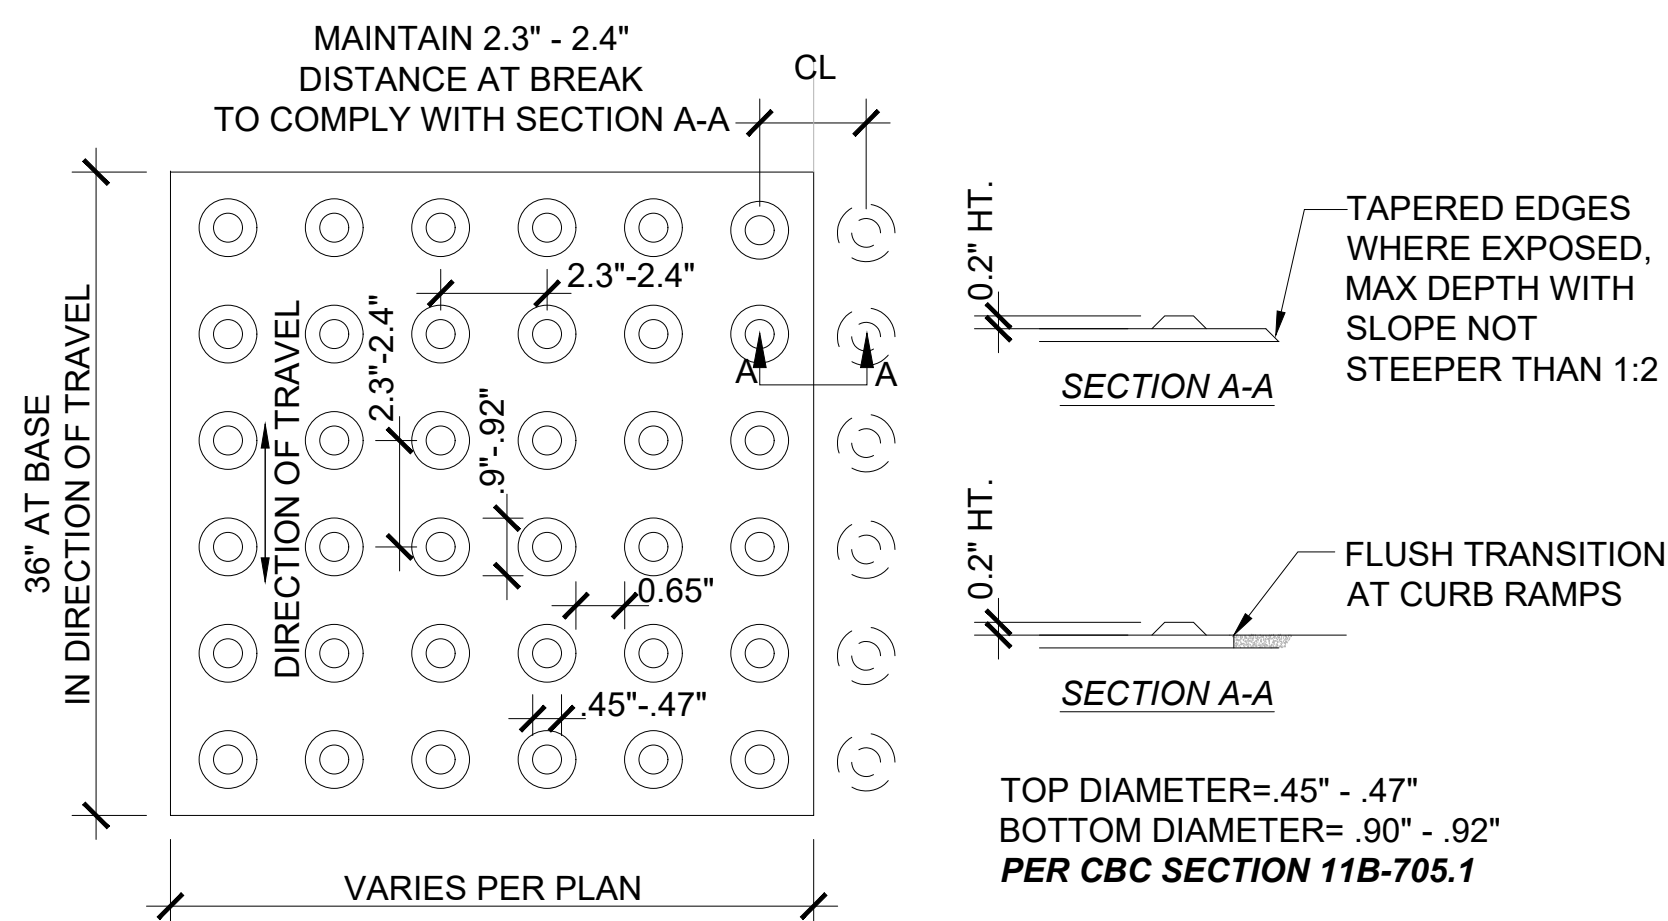 MAINTAIN 2.3" - 2.4"
DISTANCE AT BREAK
TO COMPLY WITH SECTION A-A
CL
36" AT BASE
IN DIRECTION OF TRAVEL
DIRECTION OF TRAVEL
2.3"-2.4"
2.3"-2.4"
.9"-.92"
0.65"
.45"-.47"
A
A
VARIES PER PLAN
0.2" HT.
TAPERED EDGES
WHERE EXPOSED,
MAX DEPTH WITH
SLOPE NOT
STEEPER THAN 1:2
SECTION A-A
0.2" HT.
FLUSH TRANSITION
AT CURB RAMPS
SECTION A-A
TOP DIAMETER=.45" - .47"
BOTTOM DIAMETER= .90" - .92"
PER CBC SECTION 11B-705.1